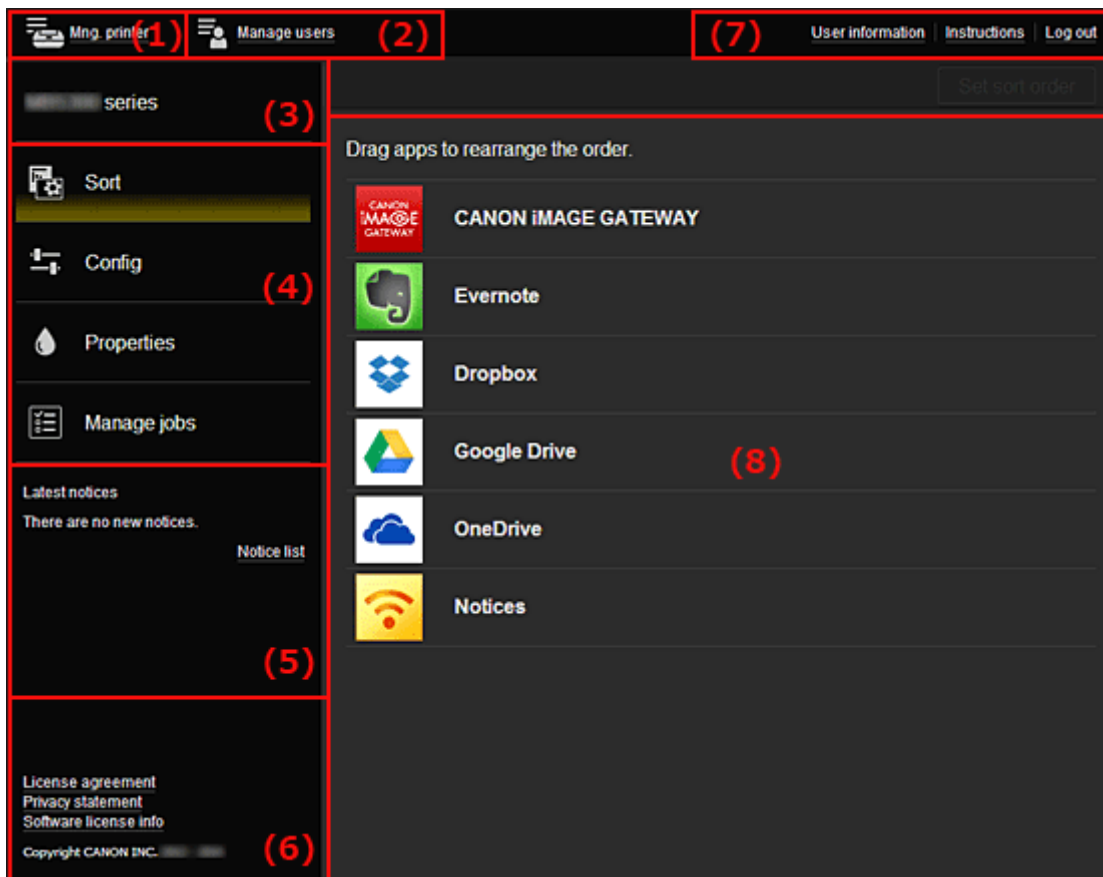 Mng. printer (1)
Manage users (2)
(7) User information Instructions Log out
series (3)
Set sort order
Sort
Config
(4)
Properties
Manage jobs
Latest notices
There are no new notices.
Notice list
(5)
License agreement
Privacy statement
Software license info
Copyright CANON INC.
(6)
Drag apps to rearrange the order.
CANON
iMAGE
GATEWAY
CANON iMAGE GATEWAY
Evernote
Dropbox
Google Drive
(8)
OneDrive
Notices